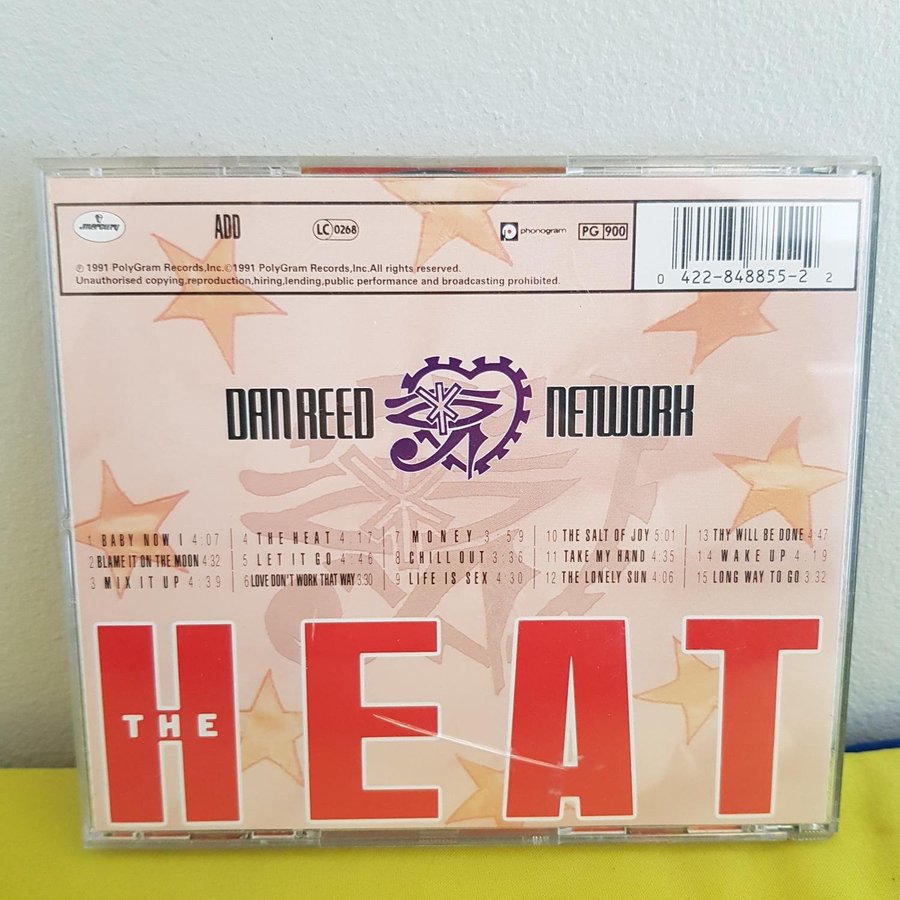 mercury
ADD
LC 0268
phonogram
PG 900
℗ 1991 PolyGram Records,Inc.©1991 PolyGram Records,Inc.All rights reserved.
Unauthorised copying,reproduction,hiring,lending,public performance and broadcasting prohibited.
0 422-848855-2 2
DAN REED NETWORK
1 BABY NOW I 4:07
2 BLAME IT ON THE MOON 4:32
3 MIX IT UP 4:39
4 THE HEAT 4:17
5 LET IT GO 4:46
6 LOVE DON'T WORK THAT WAY 3:30
7 MONEY 3:59
8 CHILL OUT 3:36
9 LIFE IS SEX 4:30
10 THE SALT OF JOY 5:01
11 TAKE MY HAND 4:35
12 THE LONELY SUN 4:06
13 THY WILL BE DONE 4:47
14 WAKE UP 4:19
15 LONG WAY TO GO 3:32
THE
HEAT